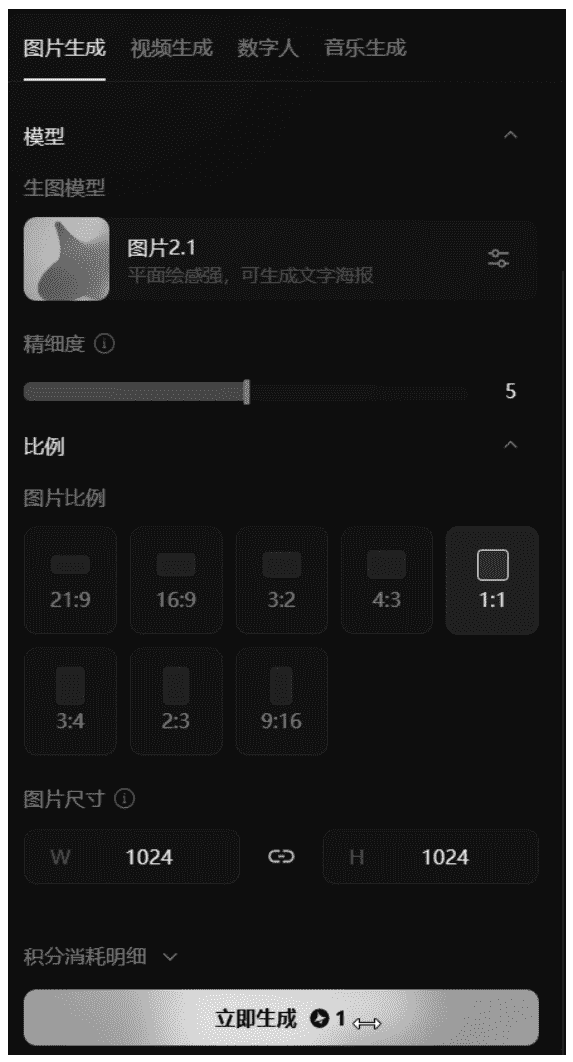 图片生成 视频生成 数字人 音乐生成
模型
生图模型
图片2.1
平面绘感强，可生成文字海报
精细度
5
比例
图片比例
21:9 16:9 3:2 4:3 1:1
3:4 2:3 9:16
图片尺寸
W 1024 H 1024
积分消耗明细
立即生成 1